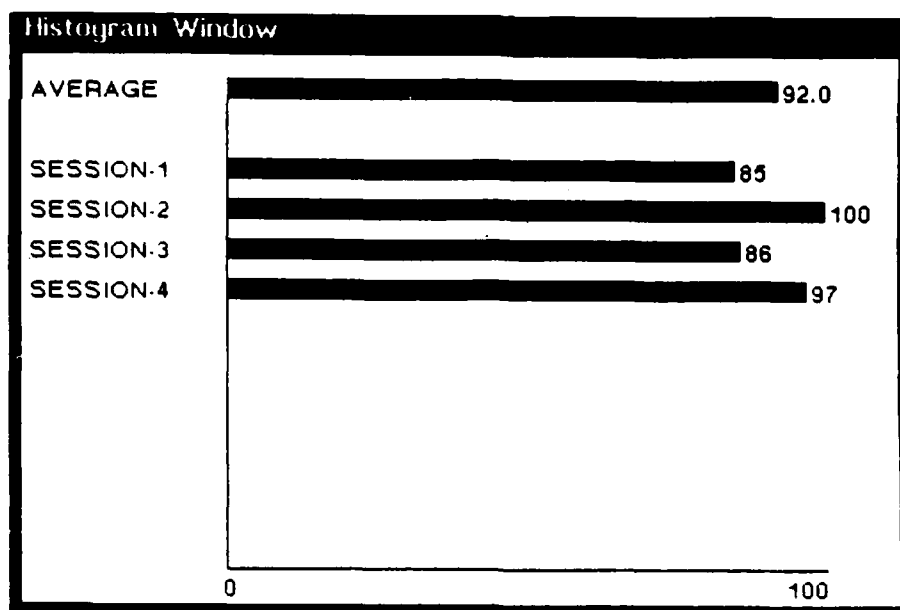 Histogram Window
AVERAGE 92.0
SESSION-1 85
SESSION-2 100
SESSION-3 86
SESSION-4 97
0 100